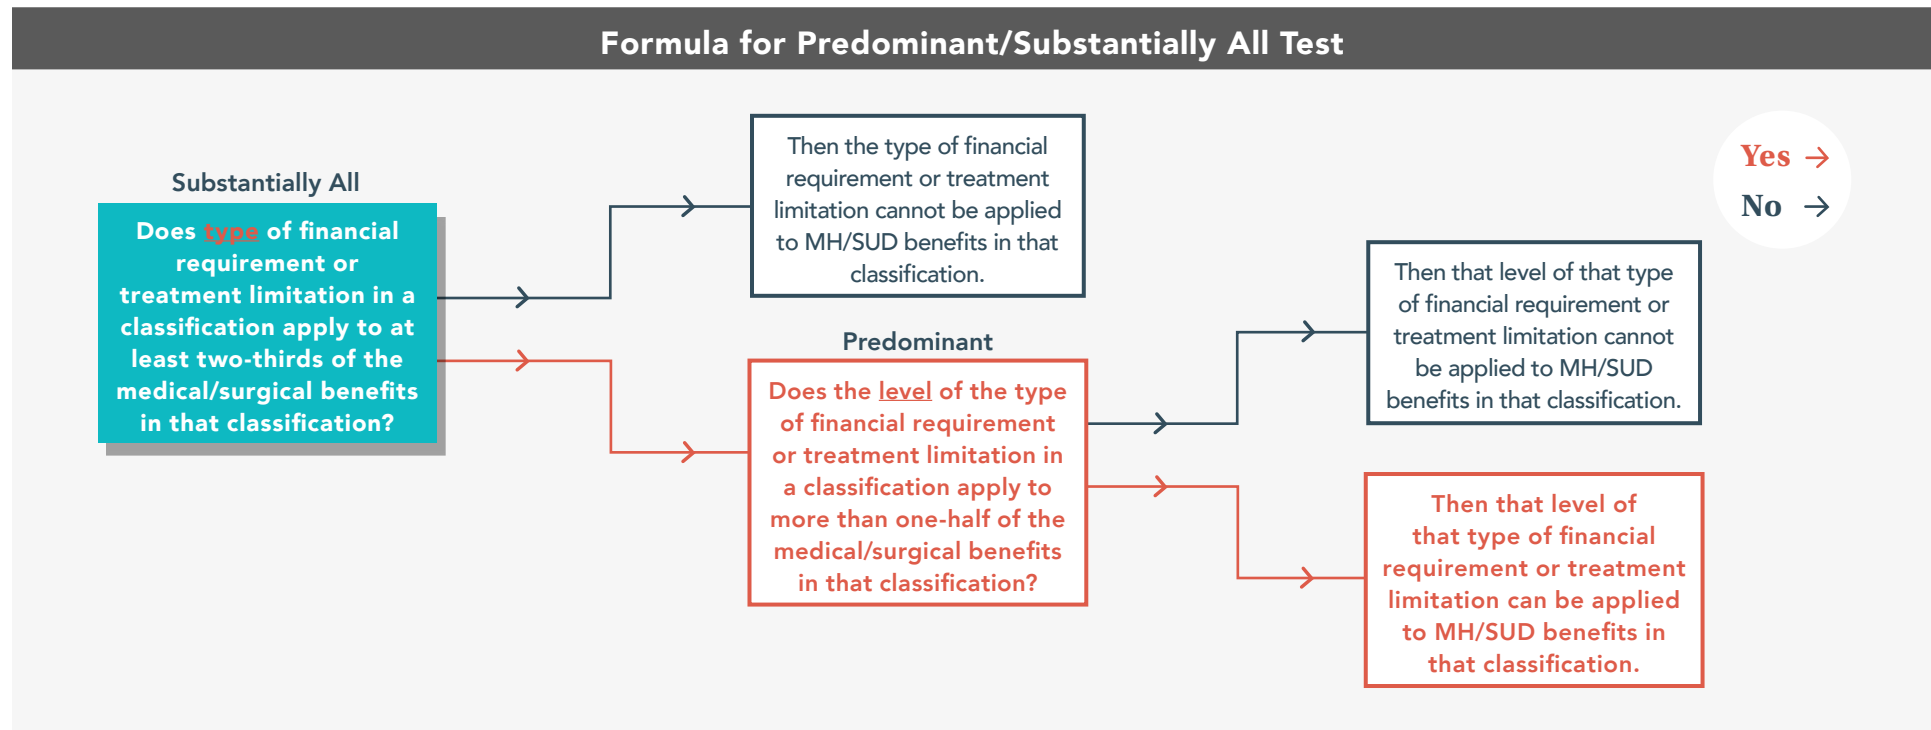 Formula for Predominant/Substantially All Test
Substantially All
Does type of financial
requirement or
treatment limitation in a
classification apply to at
least two-thirds of the
medical/surgical benefits
in that classification?
Then the type of financial
requirement or treatment
limitation cannot be applied
to MH/SUD benefits in that
classification.
Predominant
Does the level of the type
of financial requirement
or treatment limitation in
a classification apply to
more than one-half of the
medical/surgical benefits
in that classification?
Then that level of that type
of financial requirement or
treatment limitation cannot
be applied to MH/SUD
benefits in that classification.
Then that level of
that type of financial
requirement or treatment
limitation can be applied
to MH/SUD benefits in
that classification.
Yes →
No →